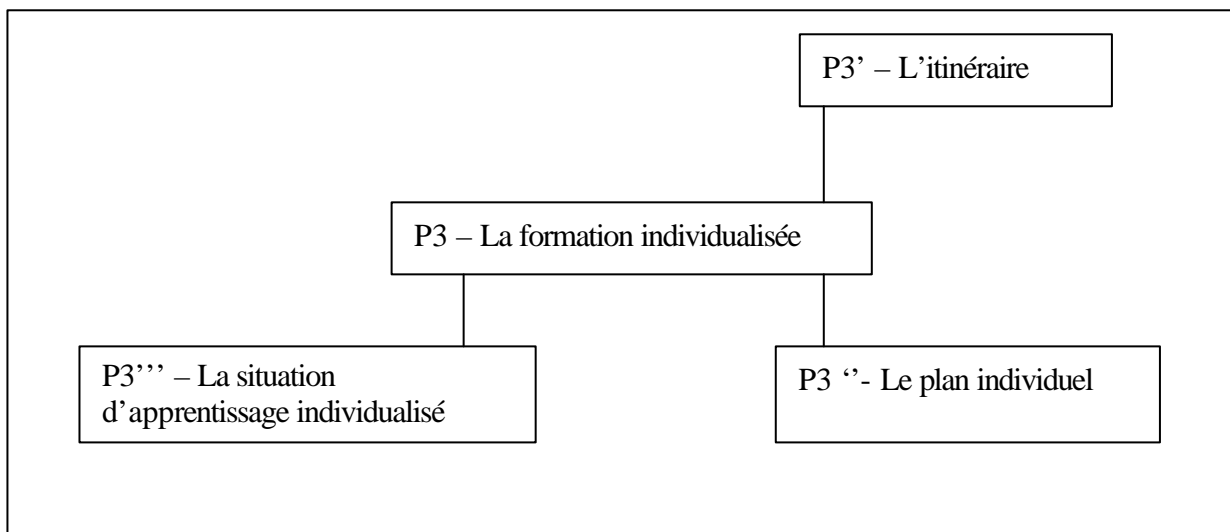 P3’ – L’itinéraire
P3 – La formation individualisée
P3’’’ – La situation
d’apprentissage individualisé
P3 ‘’- Le plan individuel